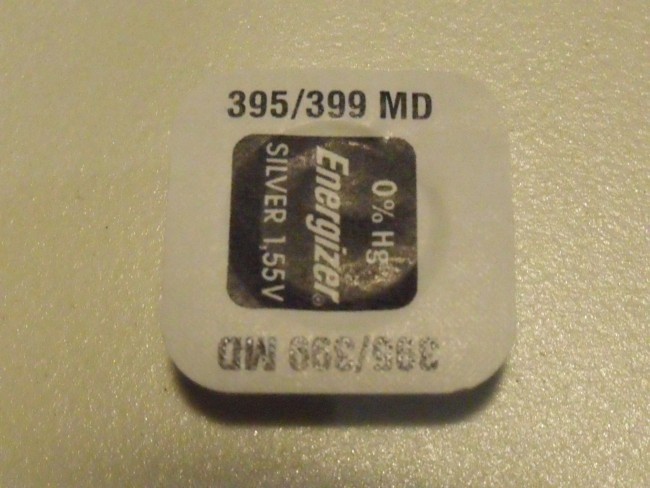 395/399 MD
0% Hg
Energizer®
SILVER 1,55V
395/399 MD